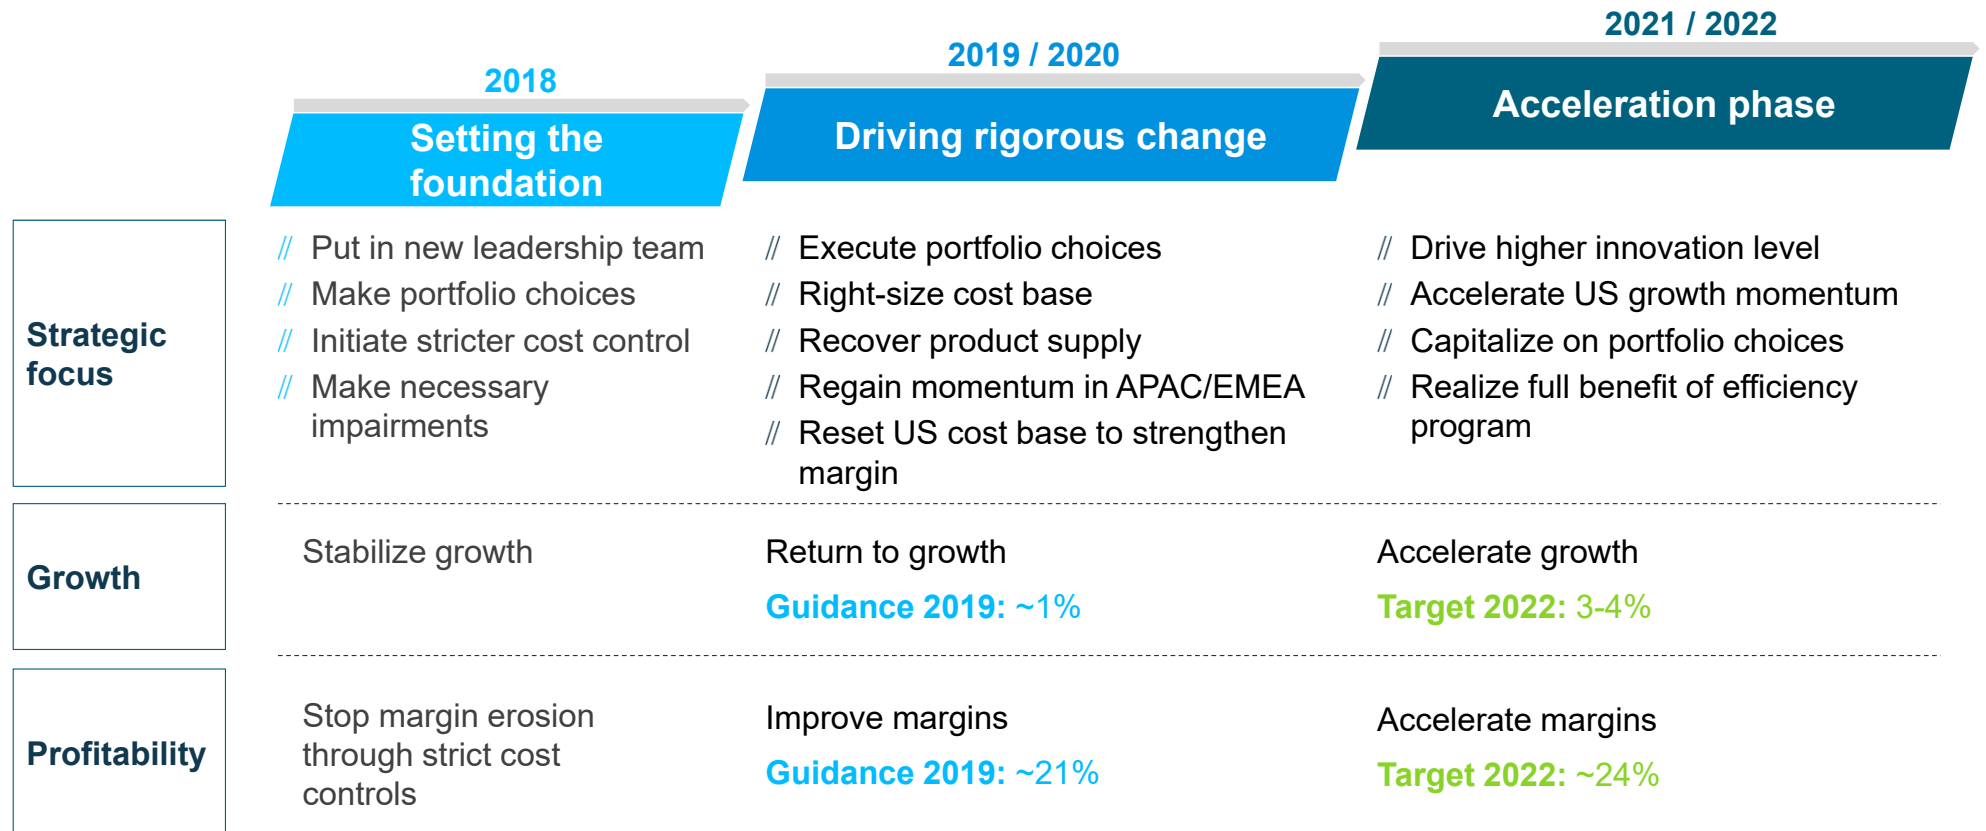 2018
Setting the
foundation
2019 / 2020
Driving rigorous change
2021 / 2022
Acceleration phase
Strategic
focus
// Put in new leadership team
// Make portfolio choices
// Initiate stricter cost control
// Make necessary
impairments
// Execute portfolio choices
// Right-size cost base
// Recover product supply
// Regain momentum in APAC/EMEA
// Reset US cost base to strengthen
margin
// Drive higher innovation level
// Accelerate US growth momentum
// Capitalize on portfolio choices
// Realize full benefit of efficiency
program
Growth
Stabilize growth
Return to growth
Guidance 2019: ~1%
Accelerate growth
Target 2022: 3-4%
Profitability
Stop margin erosion
through strict cost
controls
Improve margins
Guidance 2019: ~21%
Accelerate margins
Target 2022: ~24%